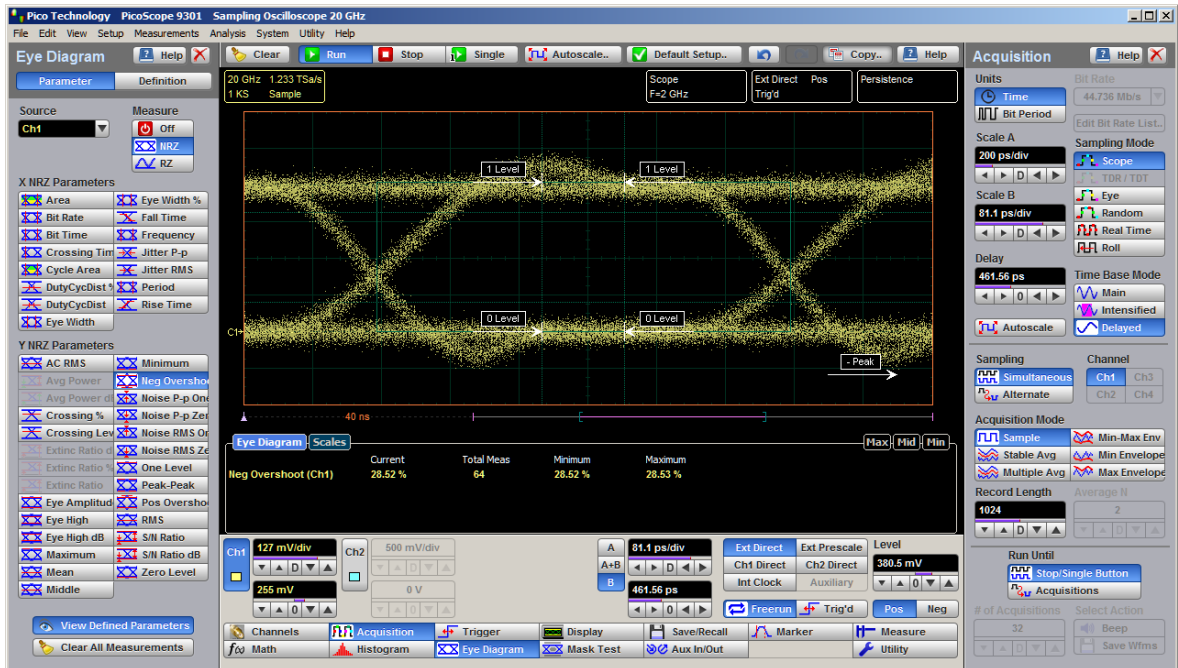 Pico Technology PicoScope 9301 Sampling Oscilloscope 20 GHz
File Edit View Setup Measurements Analysis System Utility Help
Eye Diagram
? Help
Parameter
Definition
Source
Measure
Ch1
Off
NRZ
RZ
X NRZ Parameters
Area
Eye Width %
Bit Rate
Fall Time
Bit Time
Frequency
Crossing Tim
Jitter P-p
Cycle Area
Jitter RMS
DutyCycDist %
Period
DutyCycDist
Rise Time
Eye Width
Y NRZ Parameters
AC RMS
Minimum
Avg Power
Neg Overshoo
Avg Power d
Noise P-p One
Crossing %
Noise P-p Zer
Crossing Lev
Noise RMS Or
Extinc Ratio d
Noise RMS Ze
Extinc Ratio %
One Level
Extinc Ratio
Peak-Peak
Eye Amplitud
Pos Oversho
Eye High
RMS
Eye High dB
S/N Ratio
Maximum
S/N Ratio dB
Mean
Zero Level
Middle
View Defined Parameters
Clear All Measurements
Clear
Run
Stop
Single
Autoscale..
Default Setup..
Copy..
? Help
20 GHz 1.233 TSa/s
1 KS Sample
Scope
F=2 GHz
Ext Direct Pos
Trig'd
Persistence
1 Level
1 Level
C1
0 Level
0 Level
- Peak
40 ns
Eye Diagram
Scales
Max
Mid
Min
Current Total Meas Minimum Maximum
Neg Overshoot (Ch1) 28.52 % 64 28.52 % 28.53 %
Ch1
127 mV/div
D
255 mV
0
Ch2
500 mV/div
D
0 V
0
A
A+B
B
81.1 ps/div
D
461.56 ps
0
Ext Direct
Ext Prescale
Ch1 Direct
Ch2 Direct
Int Clock
Auxiliary
Level
380.5 mV
0
Freerun
Trig'd
Pos
Neg
Channels
Acquisition
Trigger
Display
Save/Recall
Marker
Measure
f(x) Math
Histogram
Eye Diagram
Mask Test
Aux In/Out
Utility
Acquisition
? Help
Units
Bit Rate
Time
44.736 Mb/s
Bit Period
Edit Bit Rate List..
Scale A
200 ps/div
D
Scale B
81.1 ps/div
D
Delay
461.56 ps
0
Autoscale
Sampling Mode
Scope
TDR / TDT
Eye
Random
Real Time
Roll
Time Base Mode
Main
Intensified
Delayed
Sampling
Simultaneous
Alternate
Channel
Ch1
Ch3
Ch2
Ch4
Acquisition Mode
Sample
Min-Max Env
Stable Avg
Min Envelope
Multiple Avg
Max Envelope
Record Length
Average N
1024
2
D
D
Run Until
Stop/Single Button
Acquisitions
# of Acquisitions
Select Action
32
Beep
D
Save Wfms